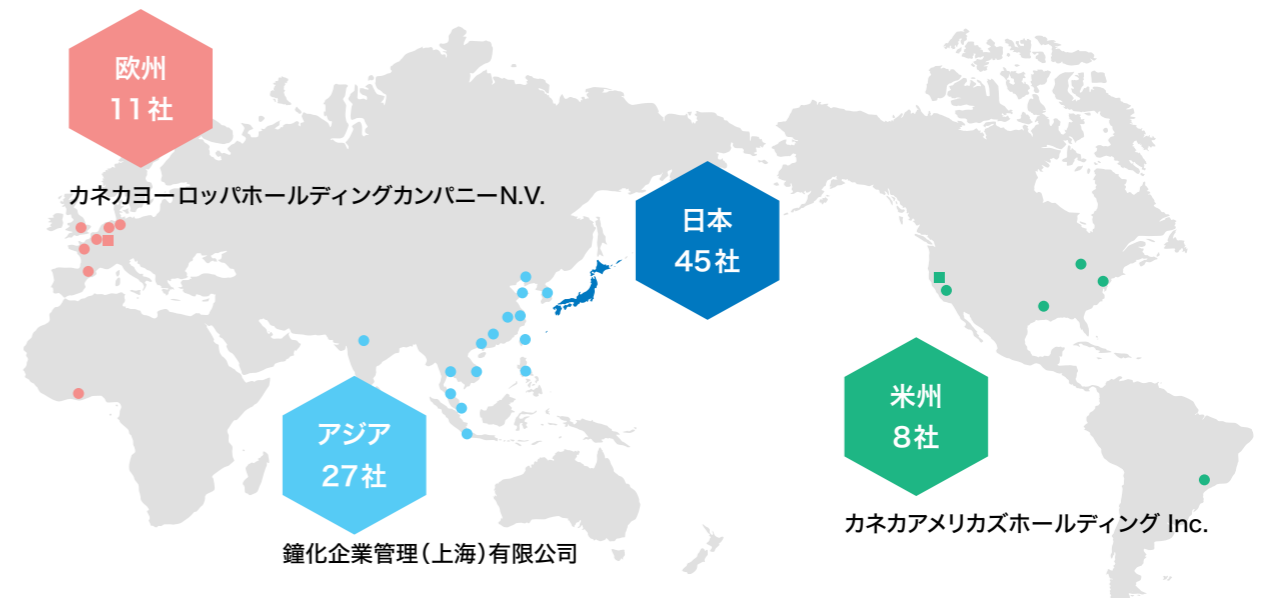 欧州
11社
カネカヨーロッパホールディングカンパニーN.V.
日本
45社
アジア
27社
鐘化企業管理（上海）有限公司
米州
8社
カネカアメリカズホールディング Inc.